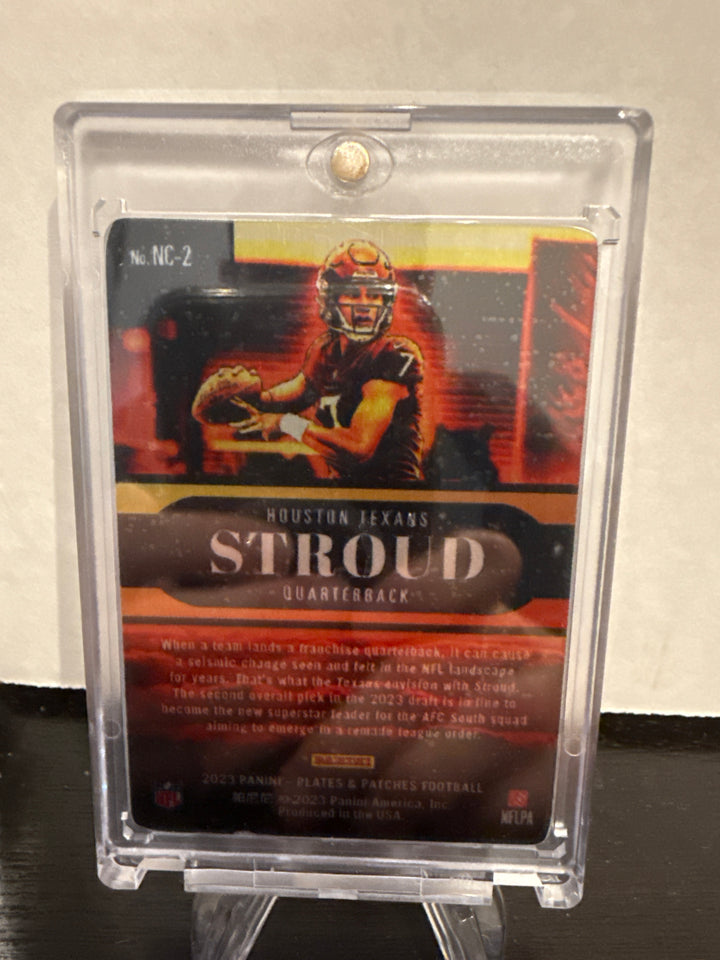 No. NC-2
7
7
HOUSTON TEXANS
STROUD
QUARTERBACK
When a team lands a franchise quarterback, it can cause
a seismic change seen and felt in the NFL landscape
for years. That's what the Texans envision with Stroud.
The second overall pick in the 2023 draft is in line to
become the new superstar leader for the AFC South squad
aiming to emerge in a remade league order.
PANINI
2023 PANINI - PLATES & PATCHES FOOTBALL
帕尼尼 ©2023 Panini America, Inc.
Produced in the USA.
NFL
NFLPA